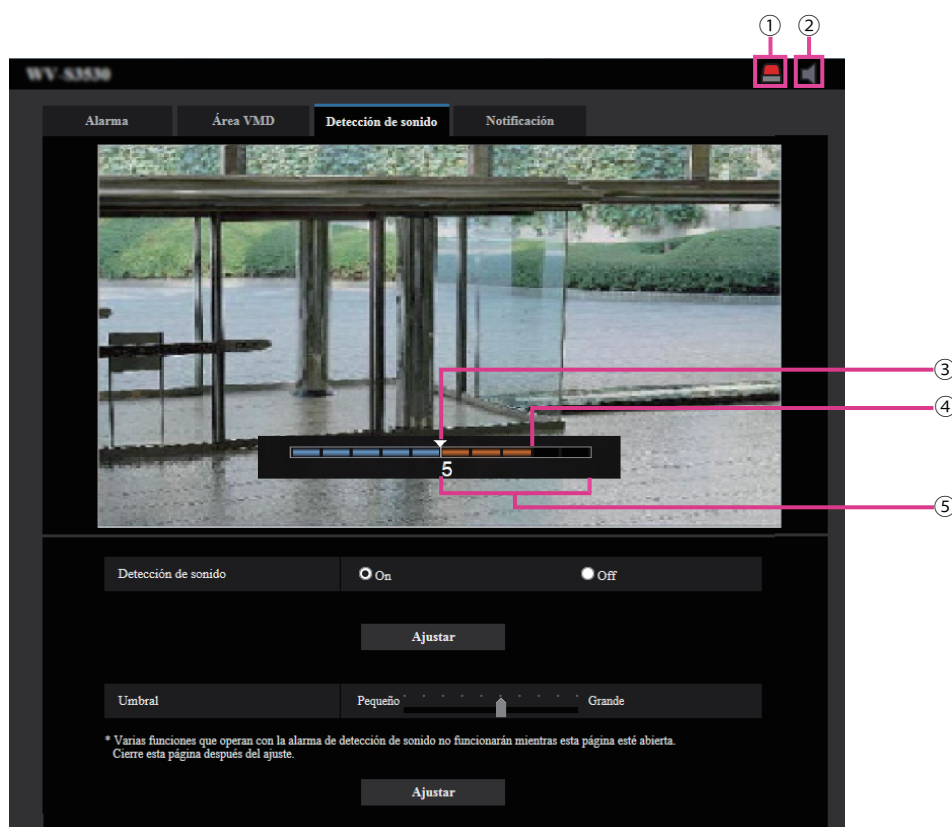 ① ②
WV-S3530
Alarma Área VMD Detección de sonido Notificación
③
④
5
⑤
Detección de sonido On Off
Ajustar
Umbral Pequeño Grande
* Varias funciones que operan con la alarma de detección de sonido no funcionarán mientras esta página esté abierta.
Cierre esta página después del ajuste.
Ajustar